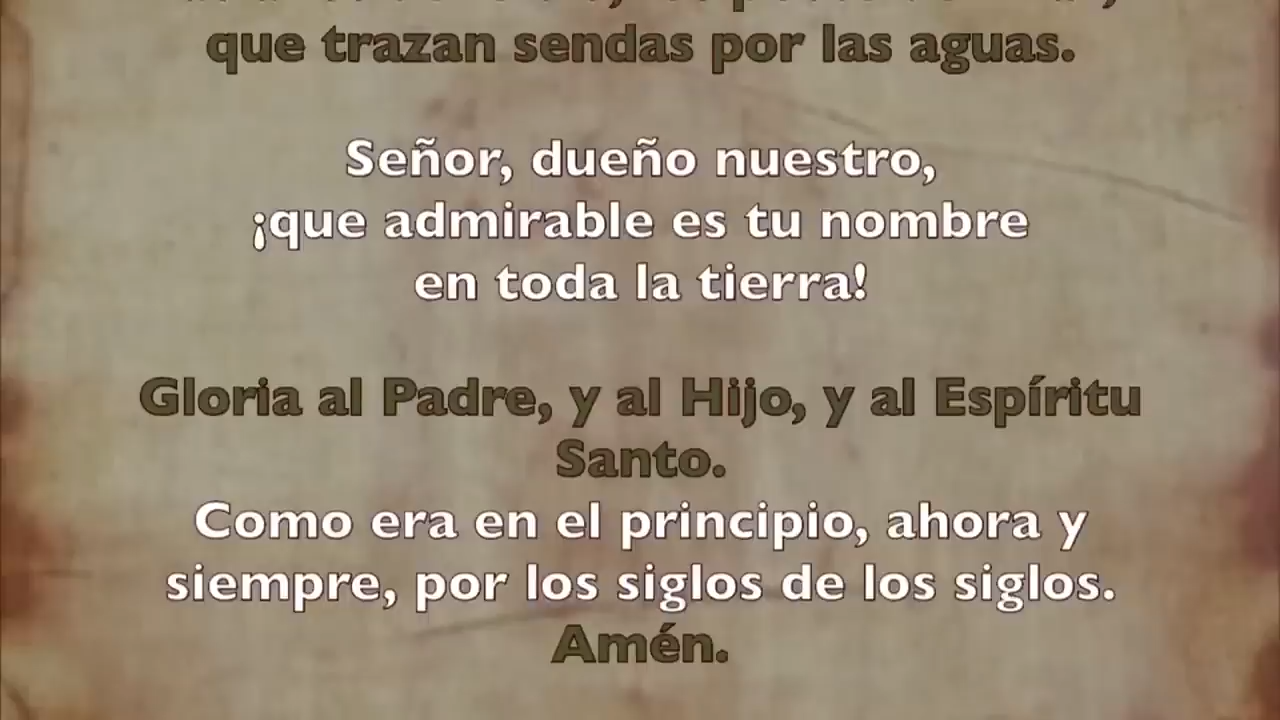 que trazan sendas por las aguas.
Señor, dueño nuestro,
¡que admirable es tu nombre
en toda la tierra!
Gloria al Padre, y al Hijo, y al Espíritu
Santo.
Como era en el principio, ahora y
siempre, por los siglos de los siglos.
Amén.